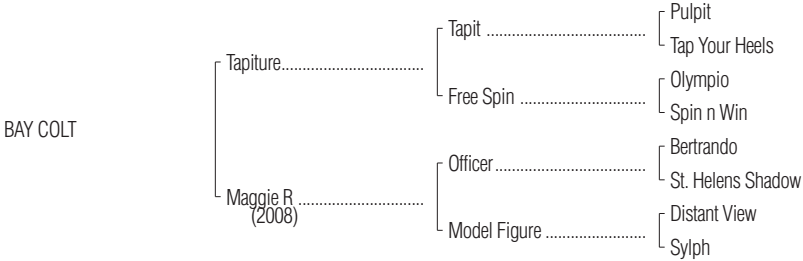 Pulpit
Tapit ......................................
Tap Your Heels
Tapiture..................................
Olympio
Free Spin ..............................
Spin n Win
BAY COLT
Bertrando
Officer....................................
St. Helens Shadow
Maggie R ..............................
(2008)
Distant View
Model Figure ........................
Sylph